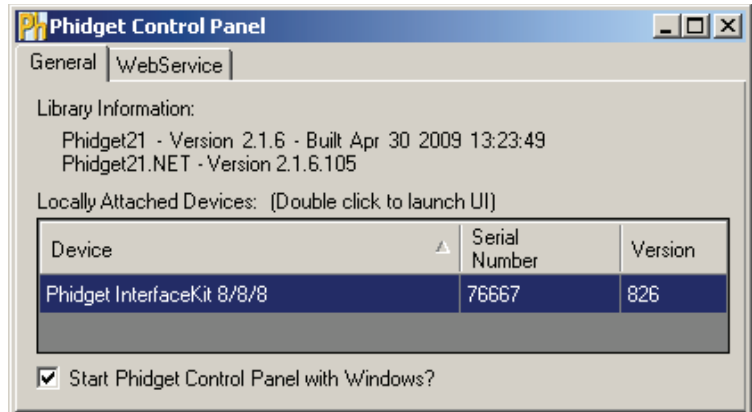 Ph Phidget Control Panel
General WebService
Library Information:
Phidget21 - Version 2.1.6 - Built Apr 30 2009 13:23:49
Phidget21.NET - Version 2.1.6.105
Locally Attached Devices: (Double click to launch UI)
Device Serial Number Version
Phidget InterfaceKit 8/8/8 76667 826
Start Phidget Control Panel with Windows?